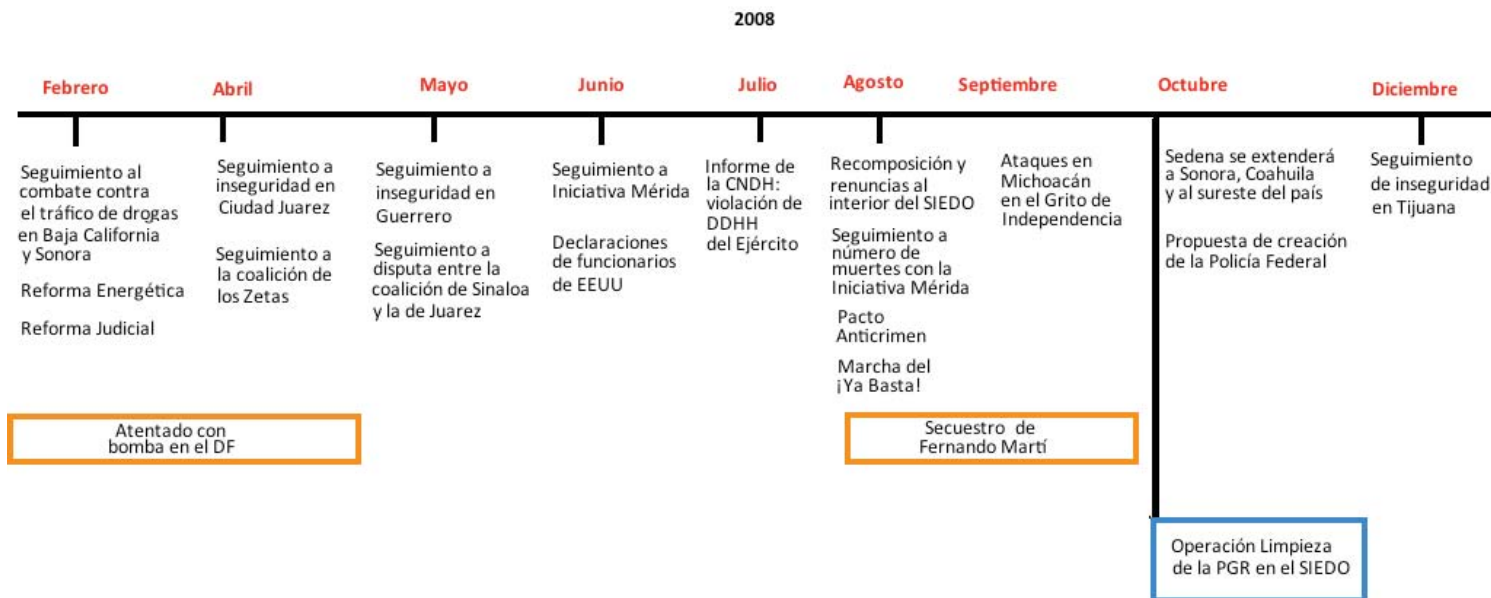 2008
Febrero
Abril
Mayo
Junio
Julio
Agosto
Septiembre
Octubre
Diciembre
Seguimiento al
combate contra
el tráfico de drogas
en Baja California
y Sonora
Reforma Energética
Reforma Judicial
Seguimiento a
inseguridad en
Ciudad Juarez
Seguimiento a
la coalición de
los Zetas
Seguimiento a
inseguridad en
Guerrero
Seguimiento a
disputa entre la
coalición de Sinaloa
y la de Juarez
Seguimiento a
Iniciativa Mérida
Declaraciones
de funcionarios
de EEUU
Informe de
la CNDH:
violación de
DDHH
del Ejército
Recomposición y
renuncias al
interior del SIEDO
Seguimiento a
número de
muertes con la
Iniciativa Mérida
Pacto
Anticrimen
Marcha del
¡Ya Basta!
Ataques en
Michoacán
en el Grito de
Independencia
Sedena se extenderá
a Sonora, Coahuila
y al sureste del país
Propuesta de creación
de la Policía Federal
Seguimiento
de inseguridad
en Tijuana
Atentado con
bomba en el DF
Secuestro de
Fernando Martí
Operación Limpieza
de la PGR en el SIEDO